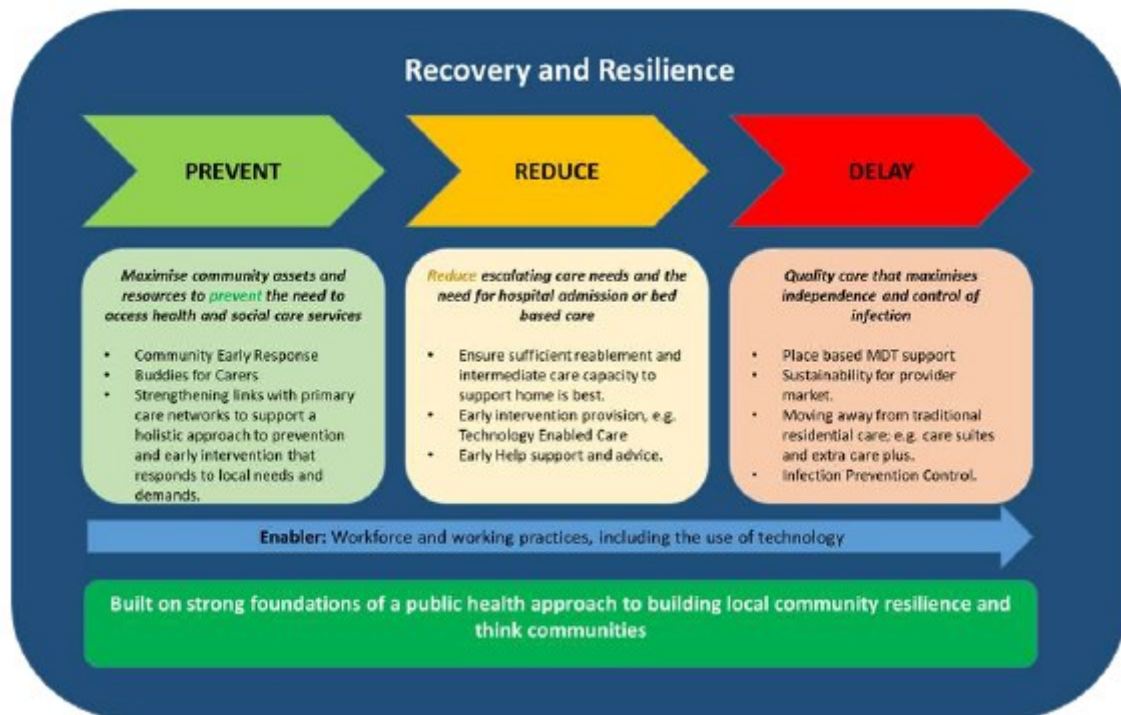 Recovery and Resilience
PREVENT
REDUCE
DELAY
Maximise community assets and
resources to prevent the need to
access health and social care services
• Community Early Response
• Buddies for Carers
• Strengthening links with primary
care networks to support a
holistic approach to prevention
and early intervention that
responds to local needs and
demands.
Reduce escalating care needs and the
need for hospital admission or bed
based care
• Ensure sufficient reablement and
intermediate care capacity to
support home is best.
• Early intervention provision, e.g.
Technology Enabled Care
• Early Help support and advice.
Quality care that maximises
independence and control of
infection
• Place based MDT support
• Sustainability for provider
market.
• Moving away from traditional
residential care; e.g. care suites
and extra care plus.
• Infection Prevention Control.
Enabler: Workforce and working practices, including the use of technology
Built on strong foundations of a public health approach to building local community resilience and
think communities